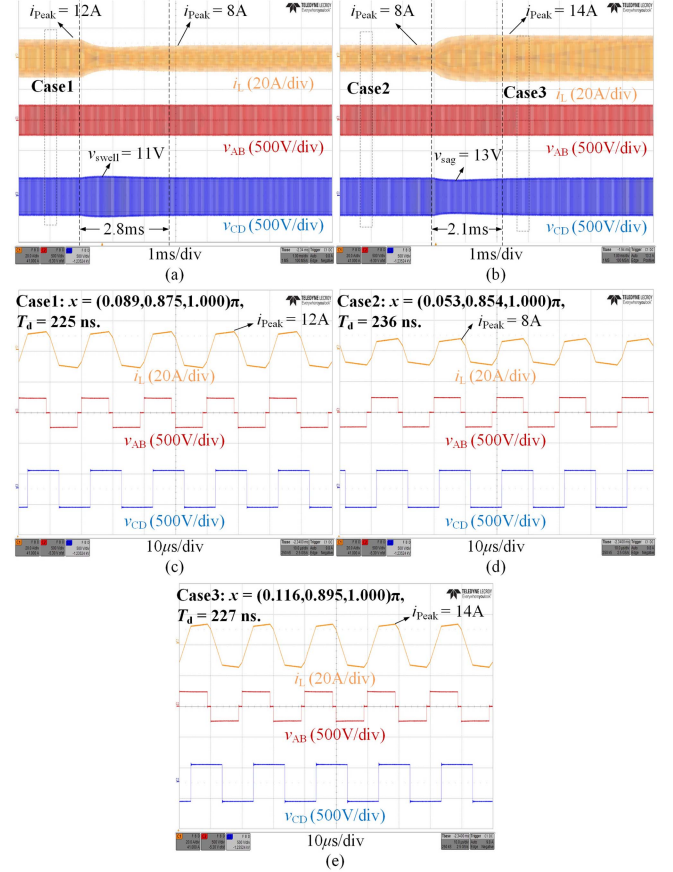 iPeak = 12A
iPeak = 8A
TELEDYNE LECROY
Everywhereyoulook
Case1
iL (20A/div)
vAB (500V/div)
vswell = 11V
vCD (500V/div)
2.8ms
1ms/div
(a)
iPeak = 8A
iPeak = 14A
TELEDYNE LECROY
Everywhereyoulook
Case2
Case3
iL (20A/div)
vAB (500V/div)
vsag = 13V
vCD (500V/div)
2.1ms
1ms/div
(b)
Case1: x = (0.089,0.875,1.000)π,
Td = 225 ns.
TELEDYNE LECROY
Everywhereyoulook
iPeak = 12A
iL (20A/div)
vAB (500V/div)
vCD (500V/div)
10μs/div
(c)
Case2: x = (0.053,0.854,1.000)π,
Td = 236 ns.
TELEDYNE LECROY
Everywhereyoulook
iPeak = 8A
iL (20A/div)
vAB (500V/div)
vCD (500V/div)
10μs/div
(d)
Case3: x = (0.116,0.895,1.000)π,
Td = 227 ns.
TELEDYNE LECROY
Everywhereyoulook
iPeak = 14A
iL (20A/div)
vAB (500V/div)
vCD (500V/div)
10μs/div
(e)